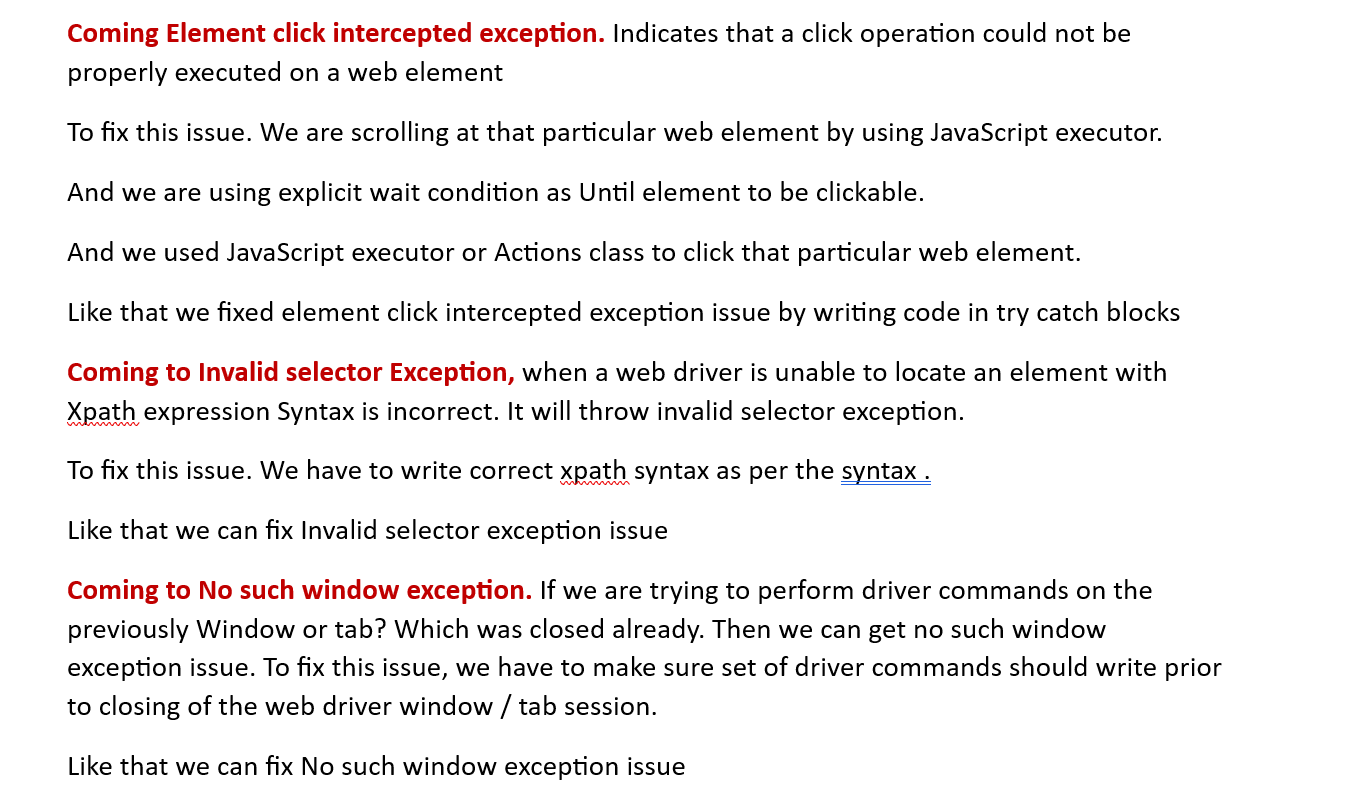 Coming Element click intercepted exception. Indicates that a click operation could not be
properly executed on a web element
To fix this issue. We are scrolling at that particular web element by using JavaScript executor.
And we are using explicit wait condition as Until element to be clickable.
And we used JavaScript executor or Actions class to click that particular web element.
Like that we fixed element click intercepted exception issue by writing code in try catch blocks
Coming to Invalid selector Exception, when a web driver is unable to locate an element with
Xpath expression Syntax is incorrect. It will throw invalid selector exception.
To fix this issue. We have to write correct xpath syntax as per the syntax .
Like that we can fix Invalid selector exception issue
Coming to No such window exception. If we are trying to perform driver commands on the
previously Window or tab? Which was closed already. Then we can get no such window
exception issue. To fix this issue, we have to make sure set of driver commands should write prior
to closing of the web driver window / tab session.
Like that we can fix No such window exception issue